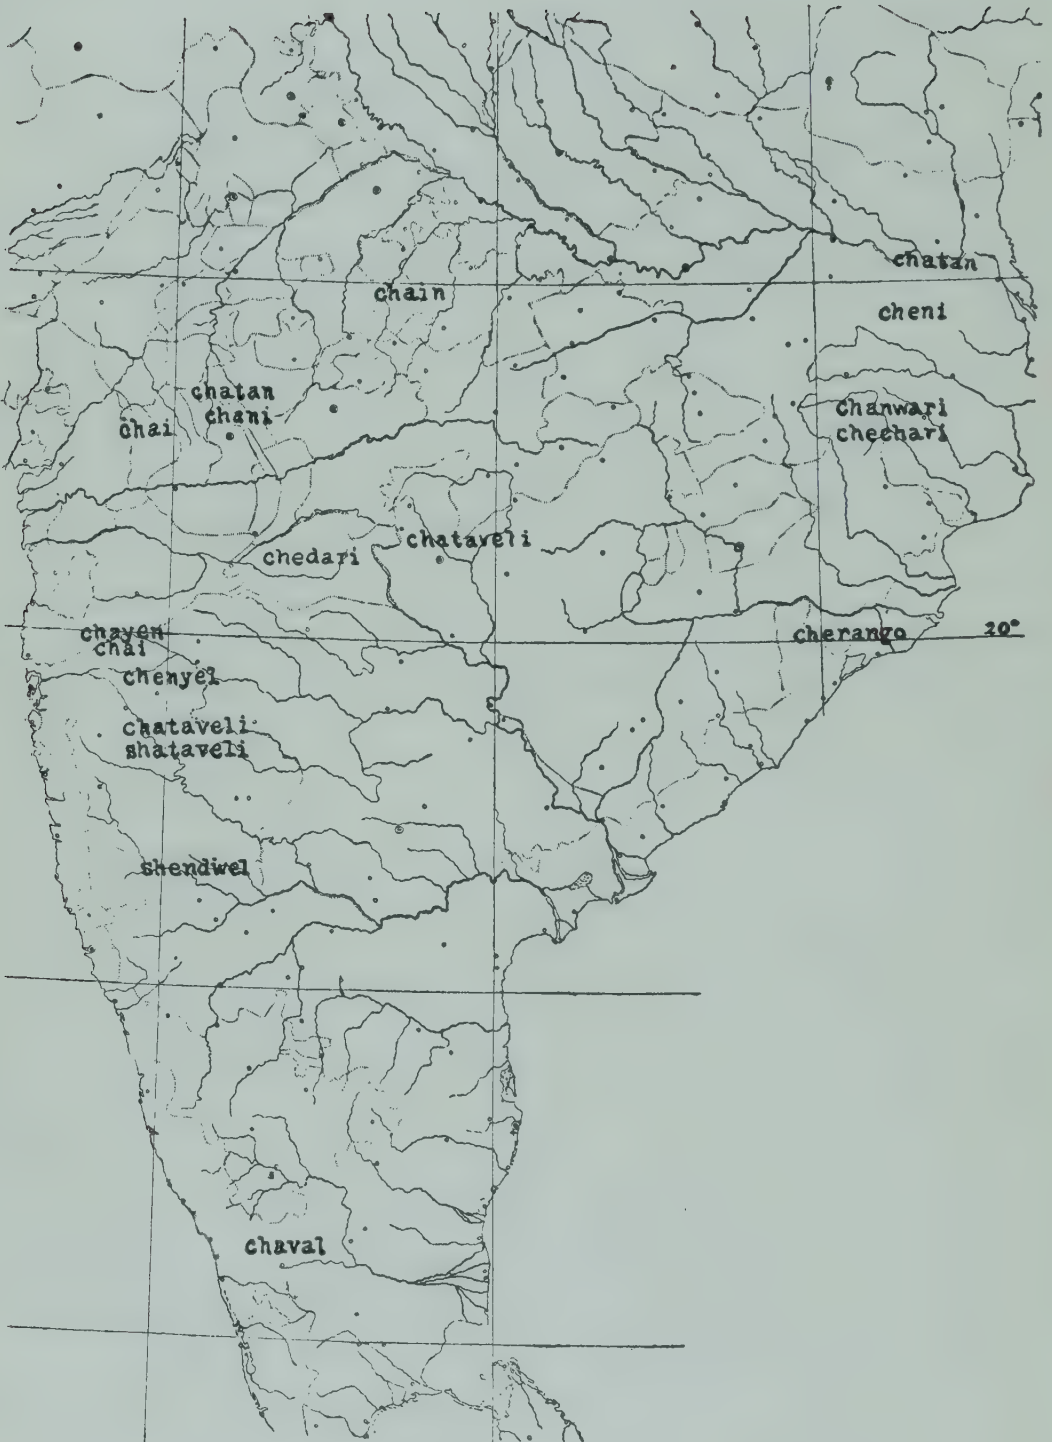 chatan
chain
cheni
chatan
chani
chai
chanwari
chechari
chataveli
chedari
chayen
chai
cherango
20°
chenyel
chataveli
shataveli
shendwel
chaval